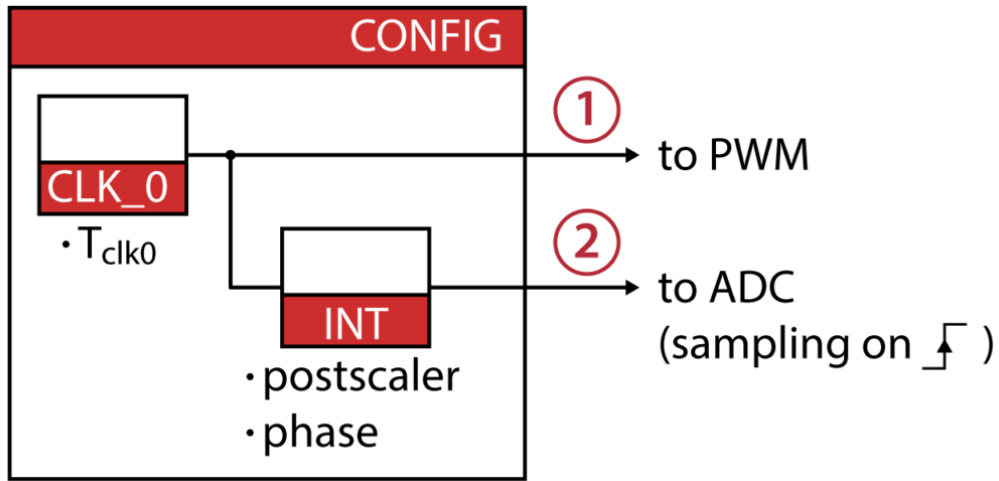 CONFIG
1
to PWM
CLK_0
· Tclk0
2
to ADC
(sampling on )
INT
· postscaler
· phase